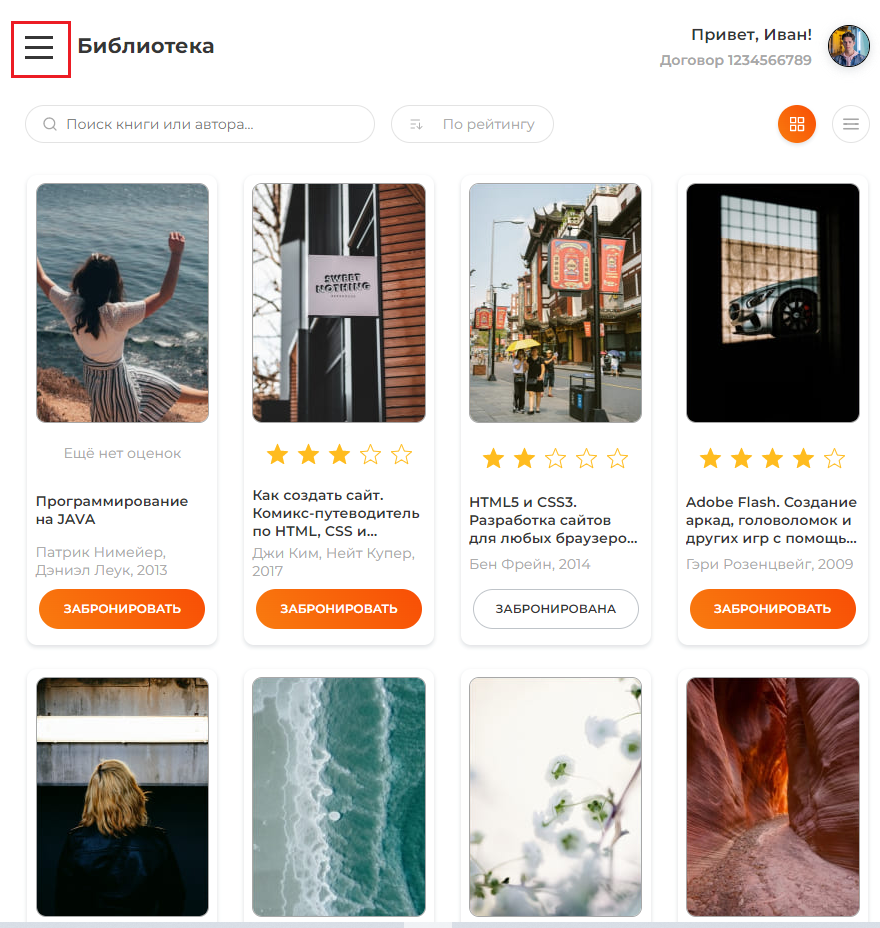 Библиотека
Привет, Иван!
Договор 1234566789
Поиск книги или автора...
По рейтингу
SWEET
NOTHING
Ещё нет оценок
Программирование
на JAVA
Патрик Нимейер,
Дэниэл Леук, 2013
ЗАБРОНИРОВАТЬ
Как создать сайт.
Комикс-путеводитель
по HTML, CSS и...
Джи Ким, Нейт Купер,
2017
ЗАБРОНИРОВАТЬ
HTML5 и CSS3.
Разработка сайтов
для любых браузеро...
Бен Фрейн, 2014
ЗАБРОНИРОВАНА
Adobe Flash. Создание
аркад, головоломок и
других игр с помощь...
Гэри Розенцвейг, 2009
ЗАБРОНИРОВАТЬ